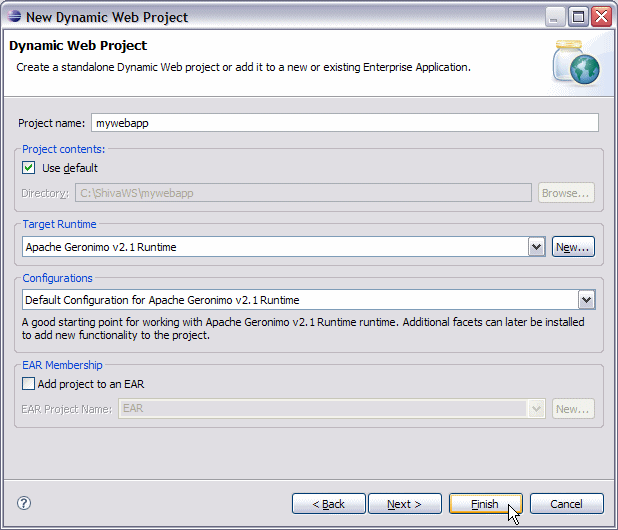 New Dynamic Web Project
Dynamic Web Project
Create a standalone Dynamic Web project or add it to a new or existing Enterprise Application.
Project name: mywebapp
Project contents:
Use default
Directory: C:\ShivaWS\mywebapp Browse...
Target Runtime
Apache Geronimo v2.1 Runtime New...
Configurations
Default Configuration for Apache Geronimo v2.1 Runtime
A good starting point for working with Apache Geronimo v2.1 Runtime runtime. Additional facets can later be installed
to add new functionality to the project.
EAR Membership
Add project to an EAR
EAR Project Name: EAR New...
? < Back Next > Finish Cancel